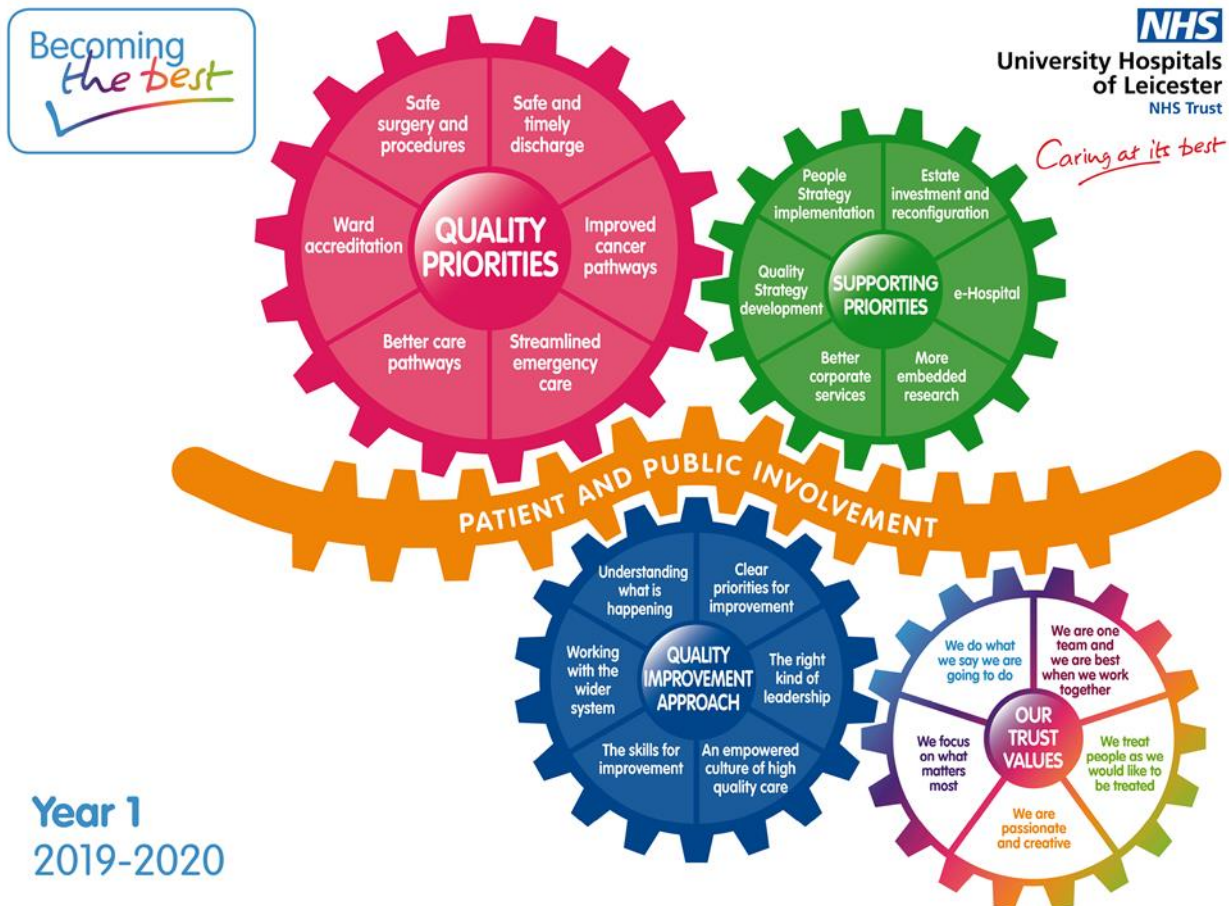 Becoming
the best
NHS
University Hospitals
of Leicester
NHS Trust
Caring at its best
QUALITY
PRIORITIES
Safe
surgery and
procedures
Safe and
timely
discharge
Improved
cancer
pathways
Streamlined
emergency
care
Better care
pathways
Ward
accreditation
SUPPORTING
PRIORITIES
People
Strategy
implementation
Estate
investment and
reconfiguration
e-Hospital
More
embedded
research
Better
corporate
services
Quality
Strategy
development
PATIENT AND PUBLIC INVOLVEMENT
QUALITY
IMPROVEMENT
APPROACH
Understanding
what is
happening
Clear
priorities for
improvement
The right
kind of
leadership
An empowered
culture of high
quality care
The skills for
improvement
Working
with the
wider
system
OUR
TRUST
VALUES
We do what
we say we are
going to do
We are one
team and
we are best
when we work
together
We treat
people as we
would like to
be treated
We are
passionate
and creative
We focus
on what
matters
most
Year 1
2019-2020